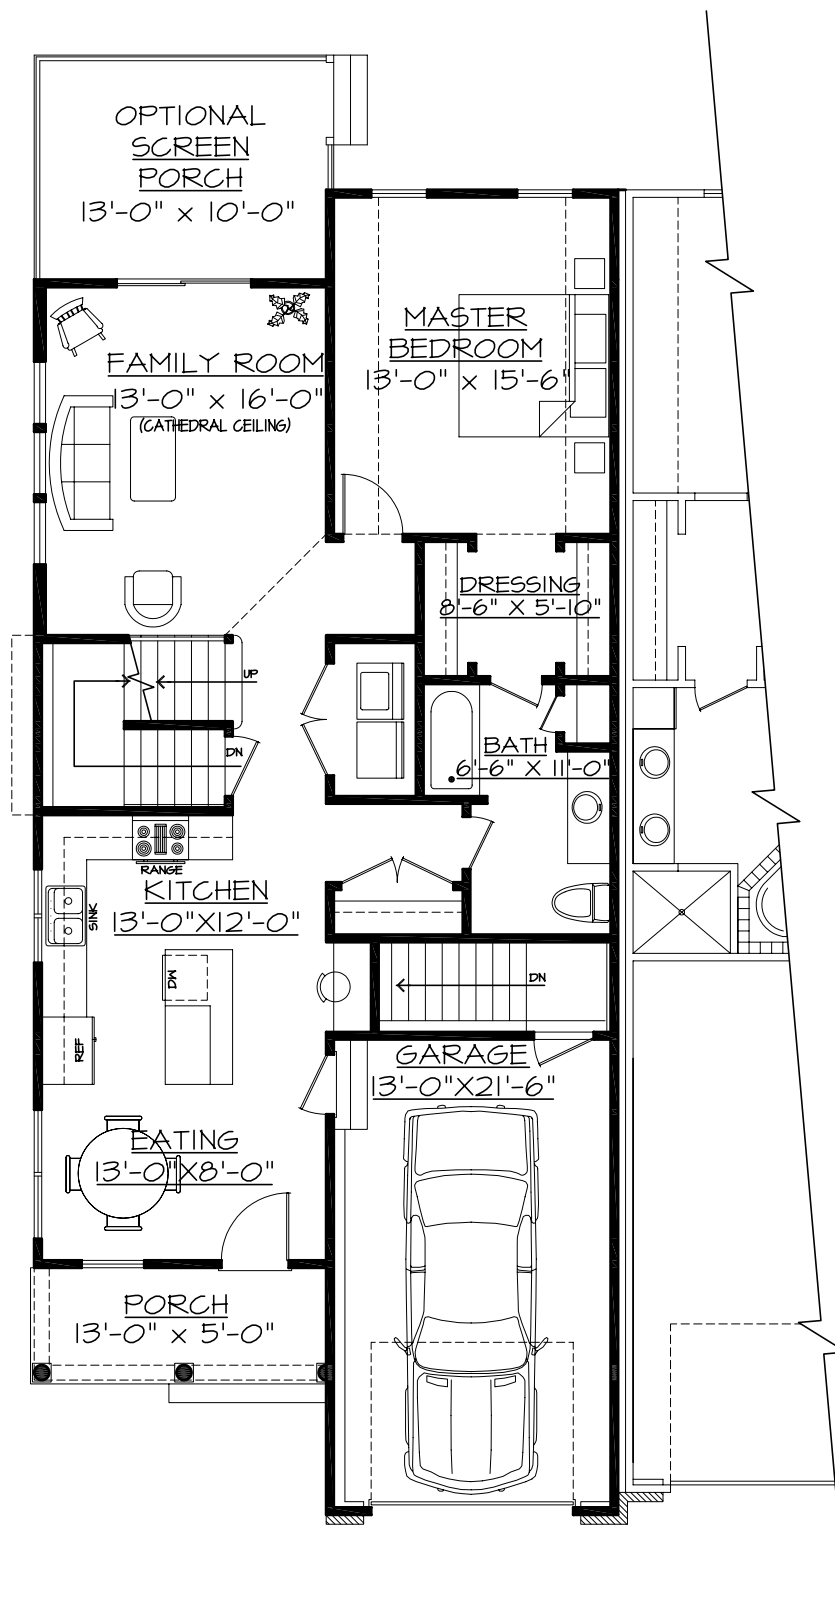 OPTIONAL
SCREEN
PORCH
13'-0" x 10'-0"
MASTER
BEDROOM
13'-0" x 15'-6"
FAMILY ROOM
13'-0" x 16'-0"
(CATHEDRAL CEILING)
DRESSING
8'-6" X 5'-10"
UP
DN
BATH
6'-6" X 11'-0"
RANGE
KITCHEN
13'-0"X12'-0"
SINK
DW
DN
REF
GARAGE
13'-0"X21'-6"
EATING
13'-0"X8'-0"
PORCH
13'-0" x 5'-0"